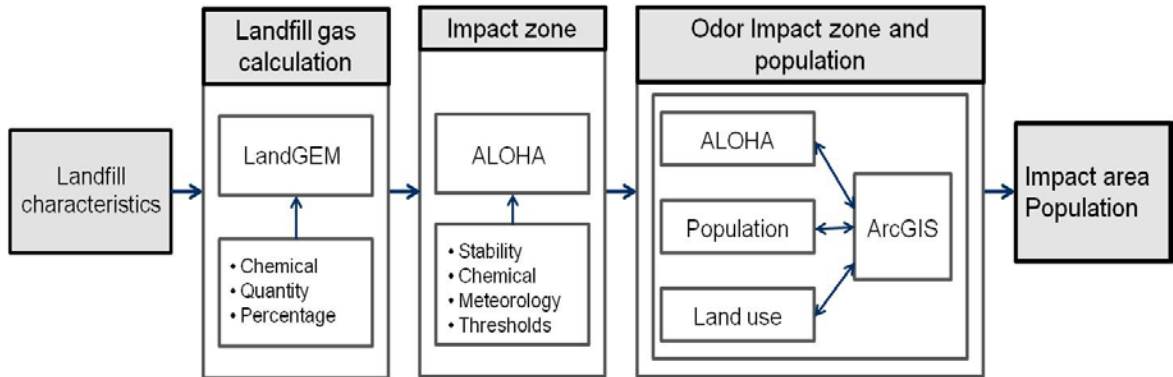 Landfill
characteristics
Landfill gas
calculation
LandGEM
• Chemical
• Quantity
• Percentage
Impact zone
ALOHA
• Stability
• Chemical
• Meteorology
• Thresholds
Odor Impact zone and
population
ALOHA
Population
Land use
ArcGIS
Impact area
Population